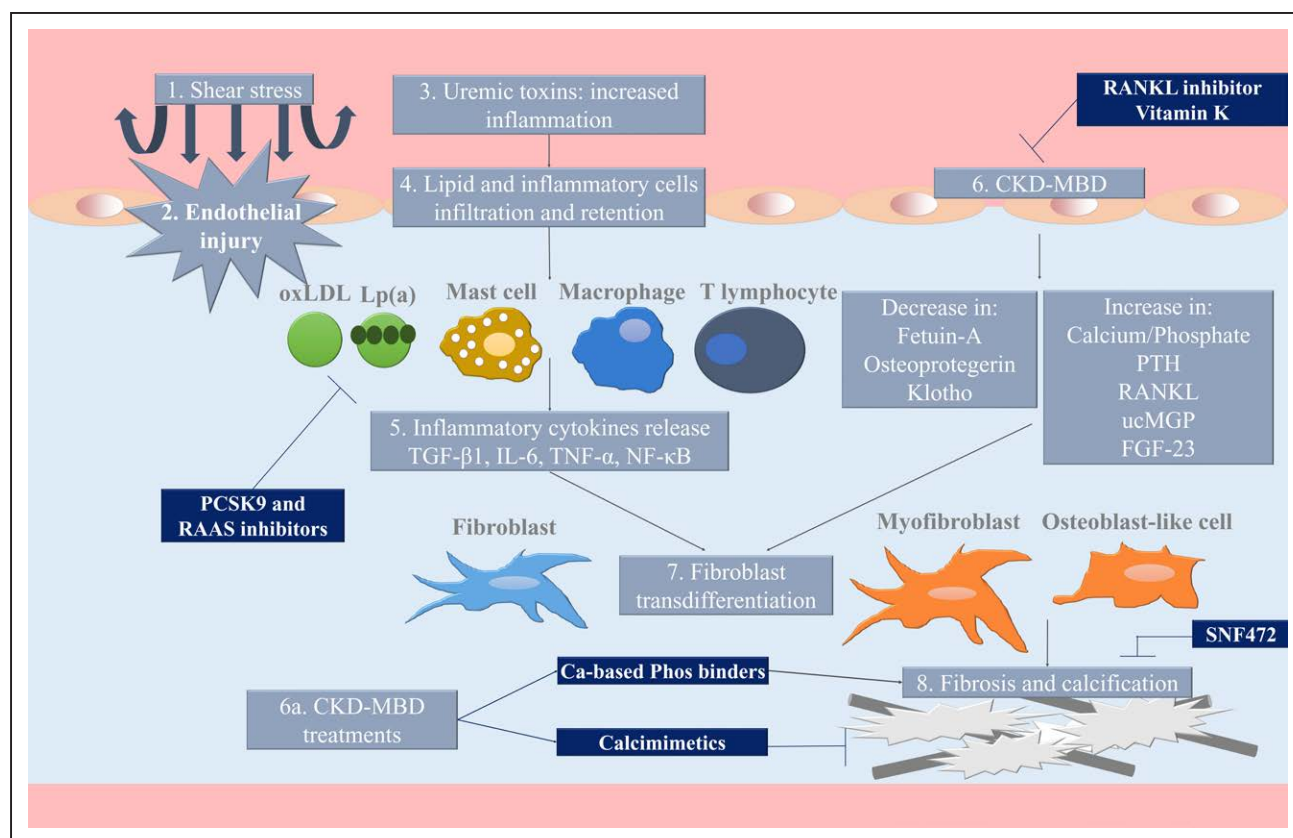 1. Shear stress
2. Endothelial
injury
3. Uremic toxins: increased
inflammation
4. Lipid and inflammatory cells
infiltration and retention
RANKL inhibitor
Vitamin K
6. CKD-MBD
oxLDL
Lp(a)
Mast cell
Macrophage
T lymphocyte
Decrease in:
Fetuin-A
Osteoprotegerin
Klotho
Increase in:
Calcium/Phosphate
PTH
RANKL
ucMGP
FGF-23
5. Inflammatory cytokines release
TGF-β1, IL-6, TNF-α, NF-κB
PCSK9 and
RAAS inhibitors
Fibroblast
7. Fibroblast
transdifferentiation
Myofibroblast
Osteoblast-like cell
SNF472
6a. CKD-MBD
treatments
Ca-based Phos binders
Calcimimetics
8. Fibrosis and calcification